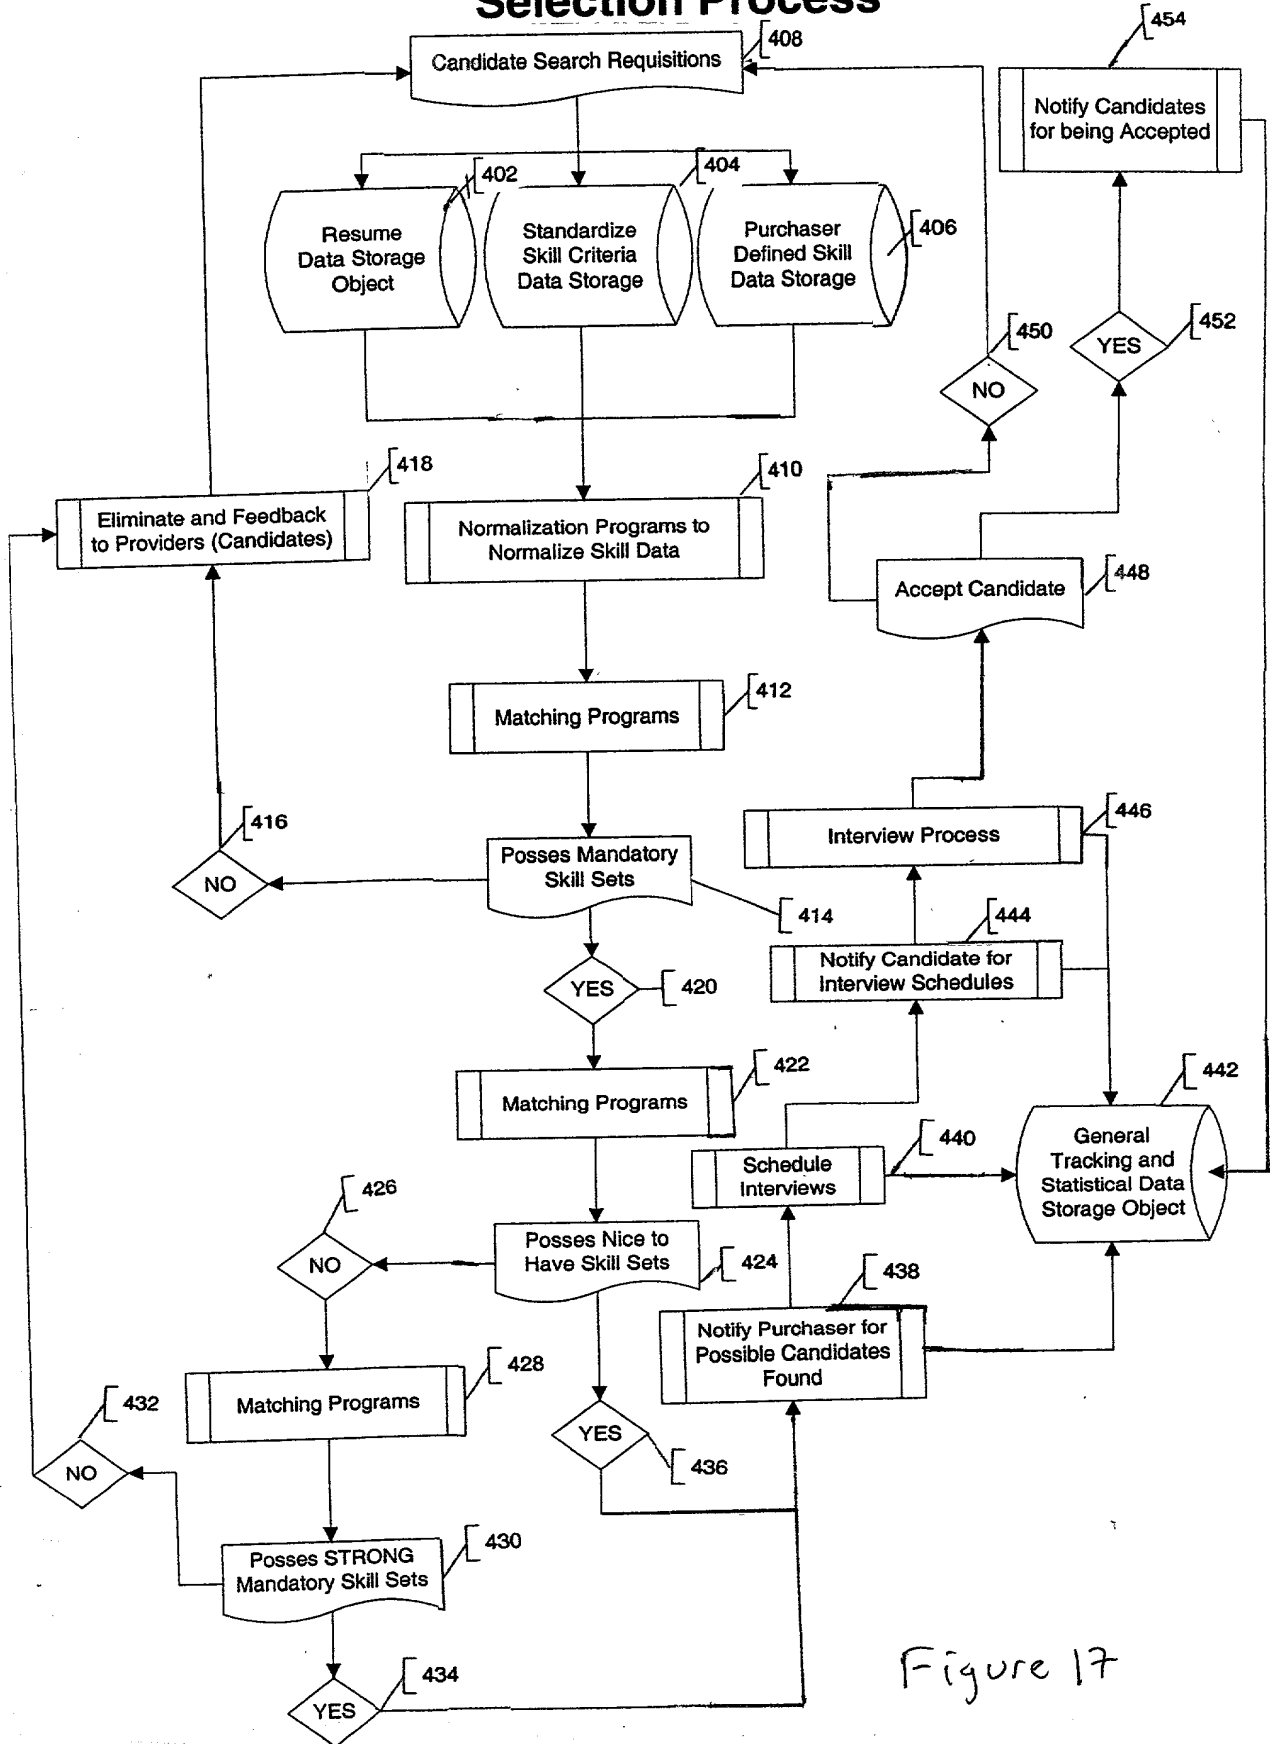 Selection Process
408
454
Candidate Search Requisitions
Notify Candidates
for being Accepted
402
404
406
Resume
Data Storage
Object
Standardize
Skill Criteria
Data Storage
Purchaser
Defined Skill
Data Storage
450
NO
452
YES
418
Eliminate and Feedback
to Providers (Candidates)
410
Normalization Programs to
Normalize Skill Data
Accept Candidate
448
412
Matching Programs
416
NO
Posses Mandatory
Skill Sets
414
446
Interview Process
444
Notify Candidate for
Interview Schedules
YES
420
422
Matching Programs
442
General
Tracking and
Statistical Data
Storage Object
440
Schedule
Interviews
426
NO
Posses Nice to
Have Skill Sets
424
438
Notify Purchaser for
Possible Candidates
Found
428
Matching Programs
432
NO
YES
436
430
Posses STRONG
Mandatory Skill Sets
434
YES
Figure 17